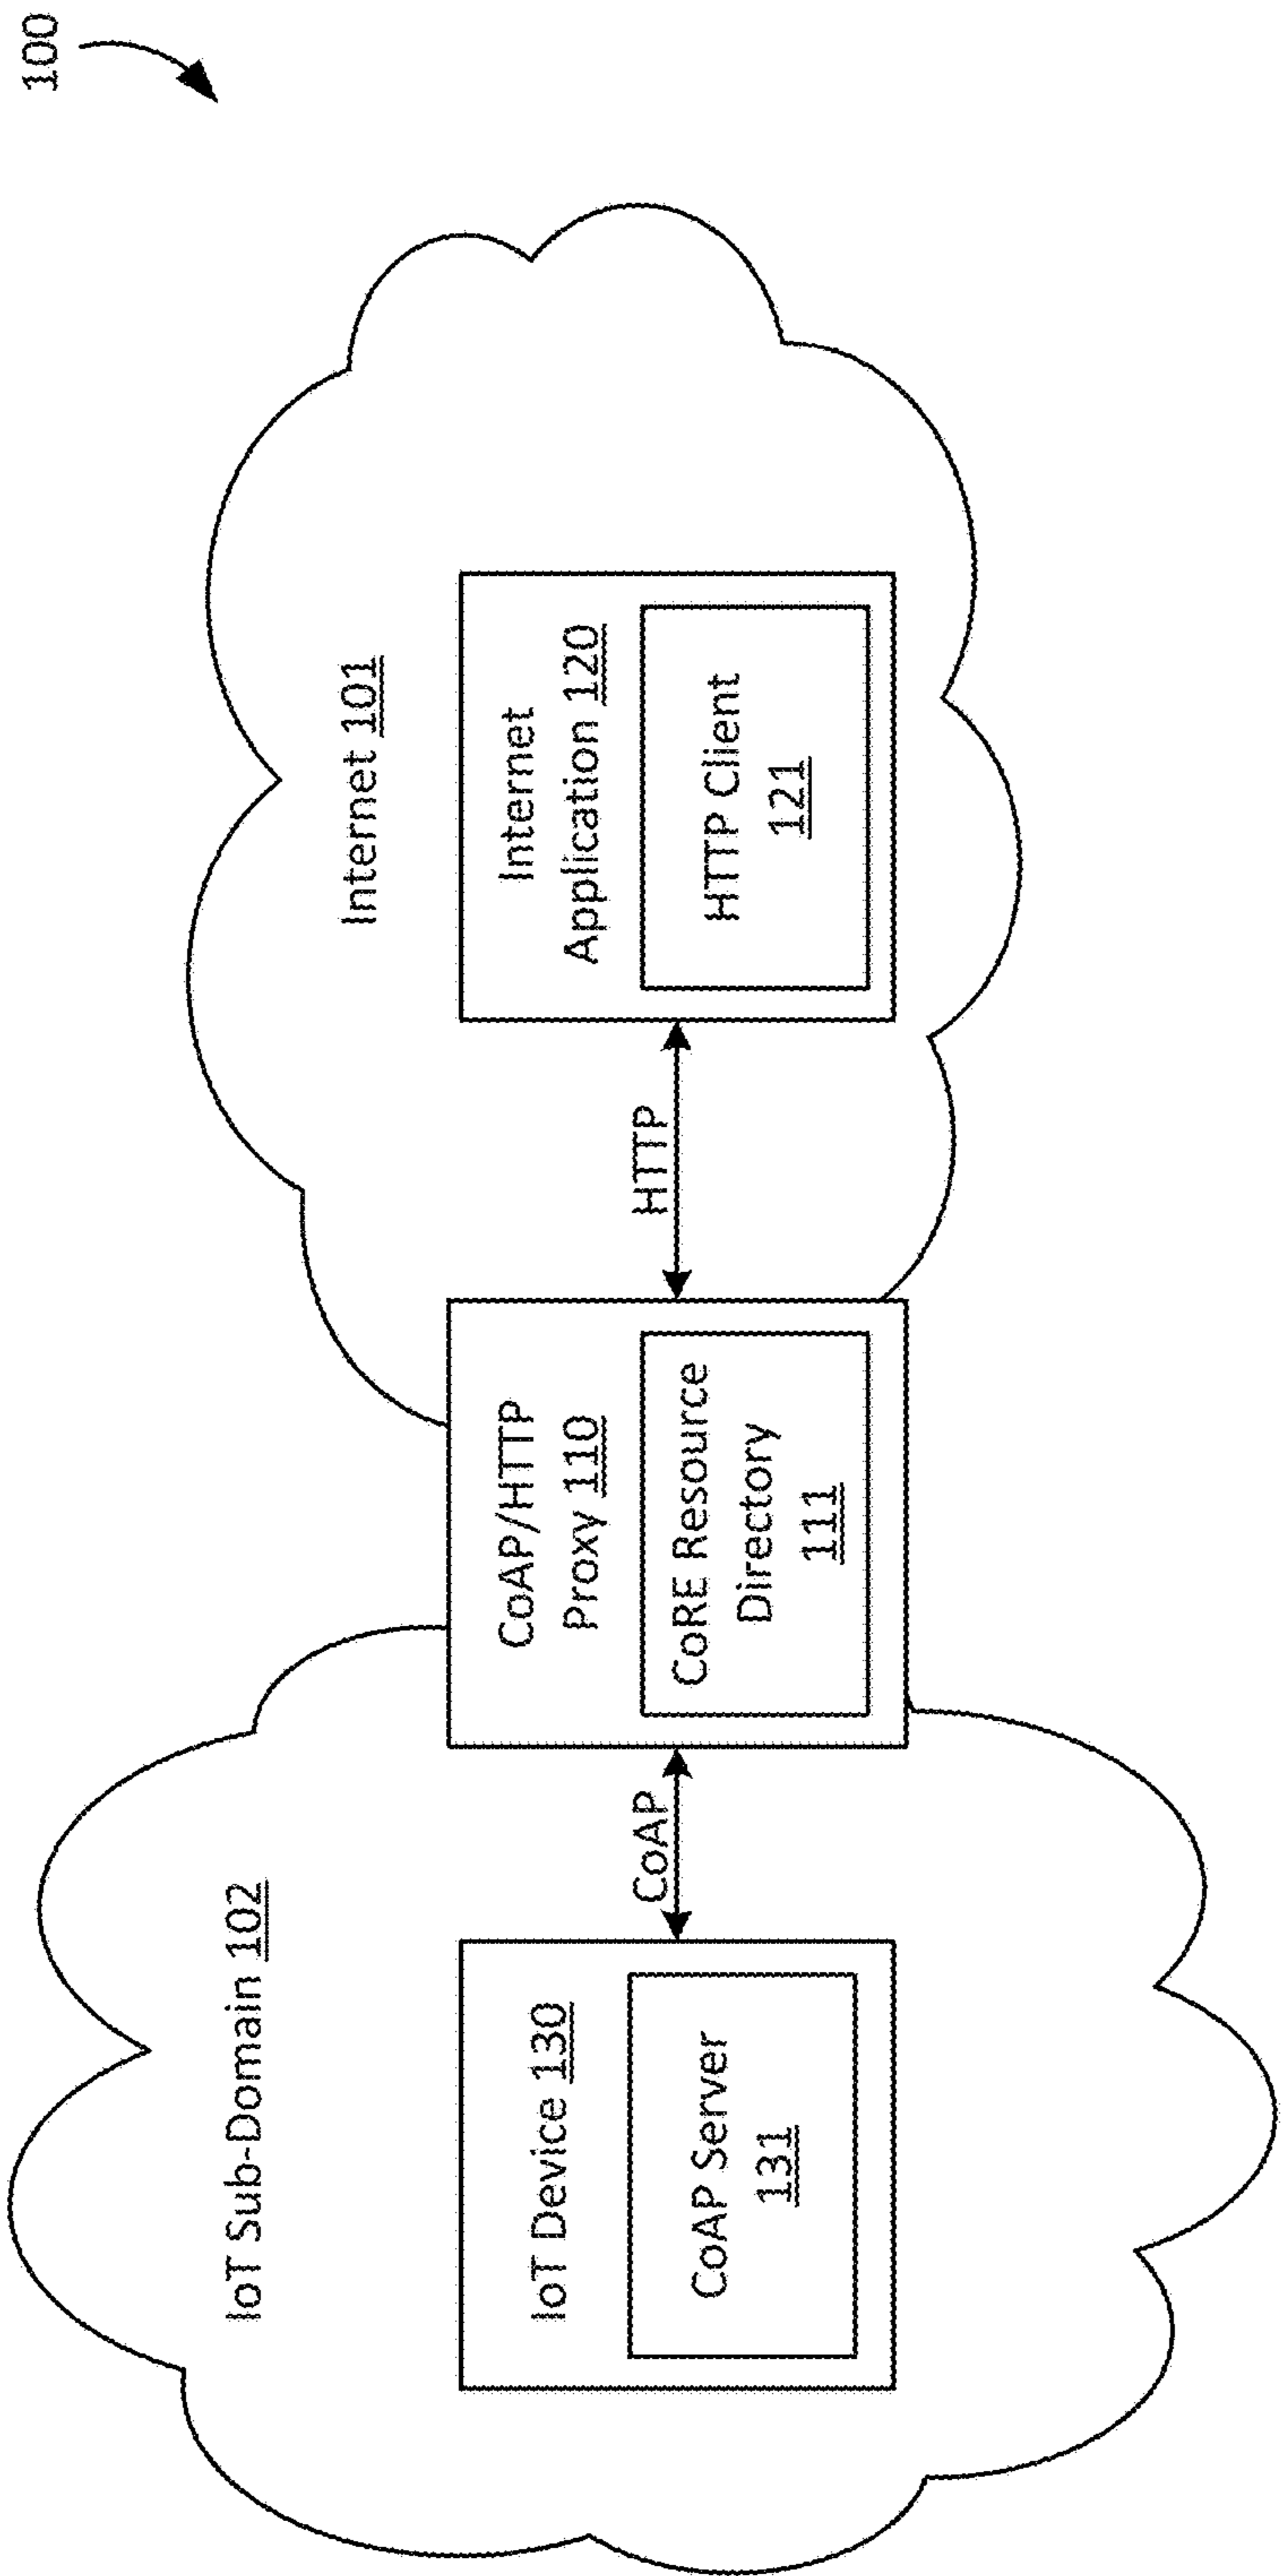 100
IoT Sub-Domain 102
IoT Device 130
CoAP Server
131
CoAP
CoAP/HTTP
Proxy 110
CoRE Resource
Directory
111
HTTP
Internet 101
Internet
Application 120
HTTP Client
121